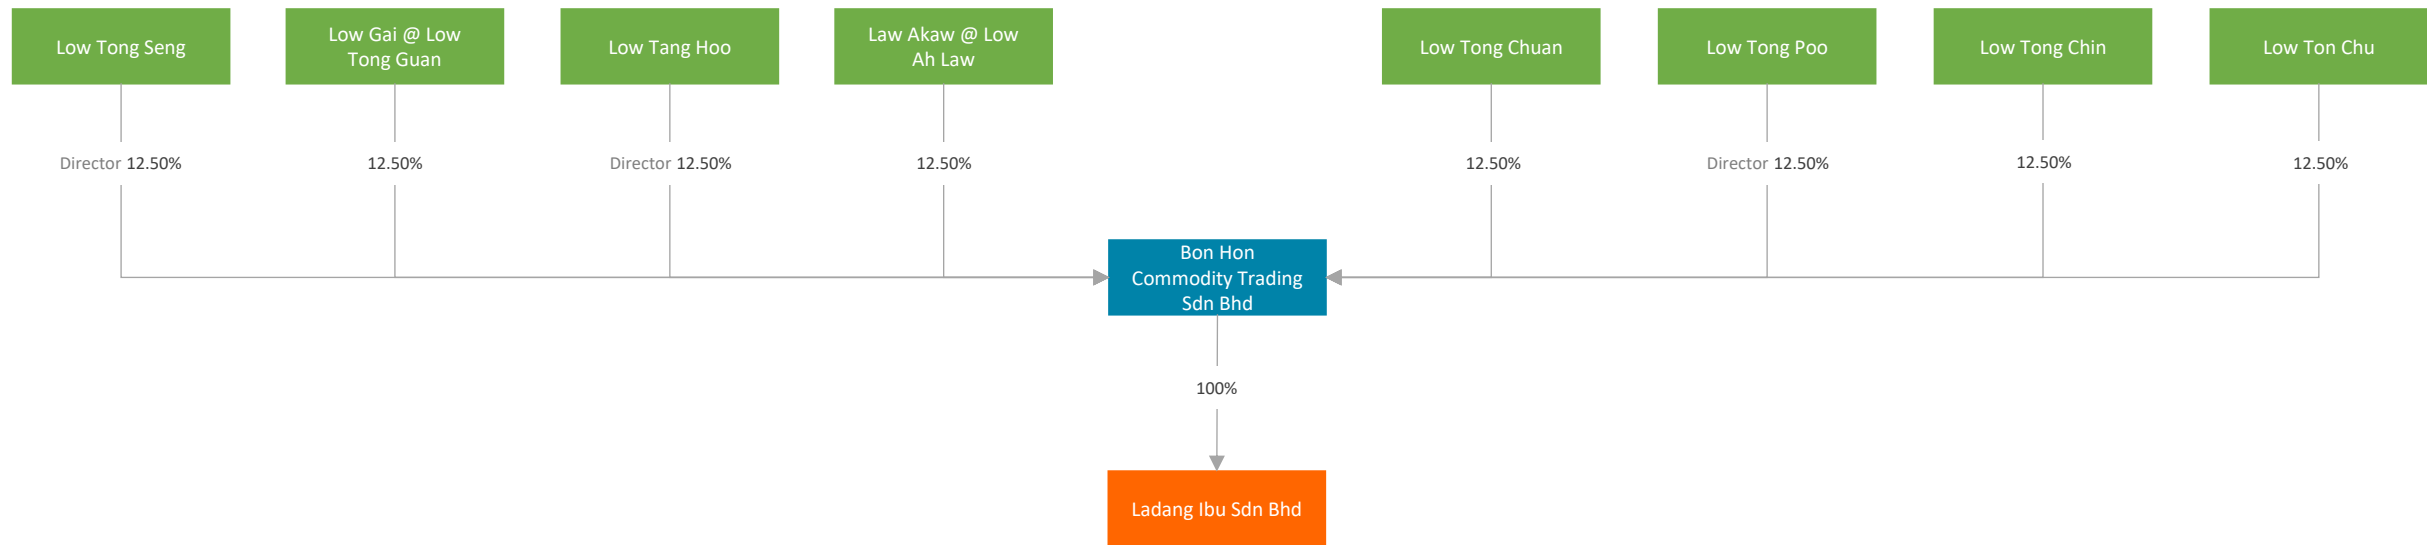 Low Tong Seng
Low Gai @ Low
Tong Guan
Low Tang Hoo
Law Akaw @ Low
Ah Law
Low Tong Chuan
Low Tong Poo
Low Tong Chin
Low Ton Chu
Director 12.50%
12.50%
Director 12.50%
12.50%
12.50%
Director 12.50%
12.50%
12.50%
Bon Hon
Commodity Trading
Sdn Bhd
100%
Ladang Ibu Sdn Bhd